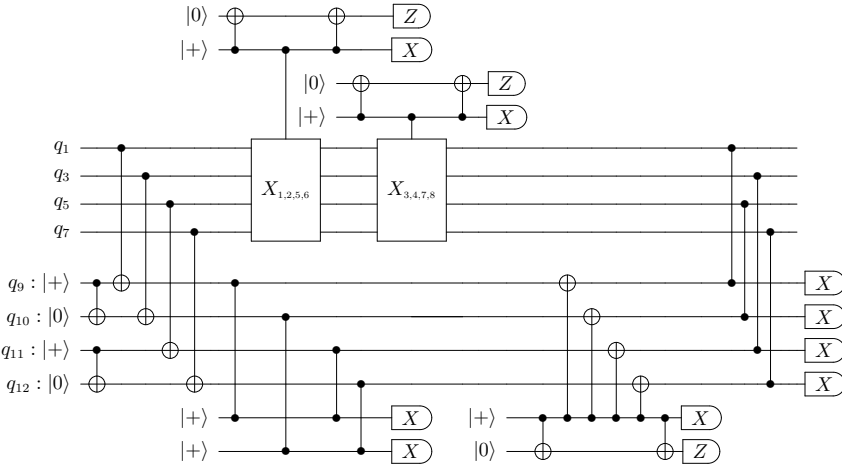 |0⟩ Z
|+⟩ X
|0⟩ Z
|+⟩ X
q₁
q₃ X₁,₂,₅,₆ X₃,₄,₇,₈
q₅
q₇
q₉ : |+⟩ X
q₁₀ : |0⟩ X
q₁₁ : |+⟩ X
q₁₂ : |0⟩ X
|+⟩ X |+⟩ X
|+⟩ X |0⟩ Z